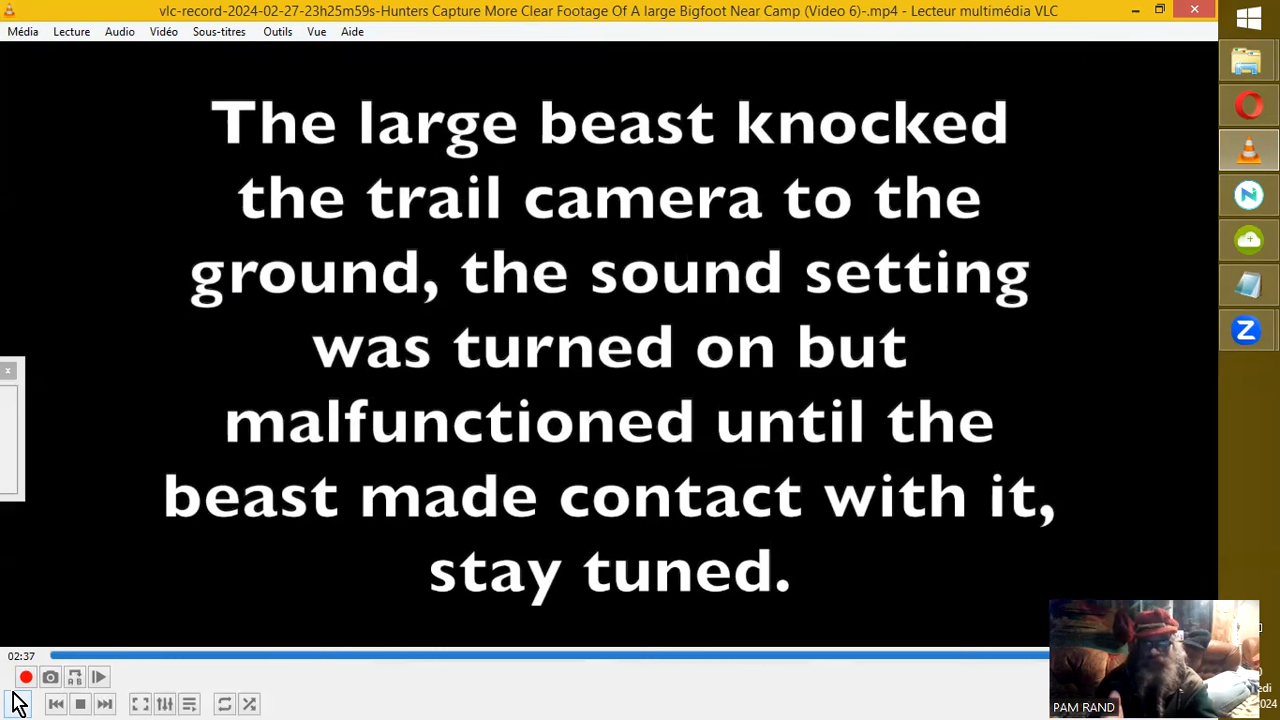 vlc-record-2024-02-27-23h25m59s-Hunters Capture More Clear Footage Of A large Bigfoot Near Camp (Video 6)-.mp4 - Lecteur multimédia VLC
Média Lecture Audio Vidéo Sous-titres Outils Vue Aide
The large beast knocked
the trail camera to the
ground, the sound setting
was turned on but
malfunctioned until the
beast made contact with it,
stay tuned.
02:37
PAM RAND